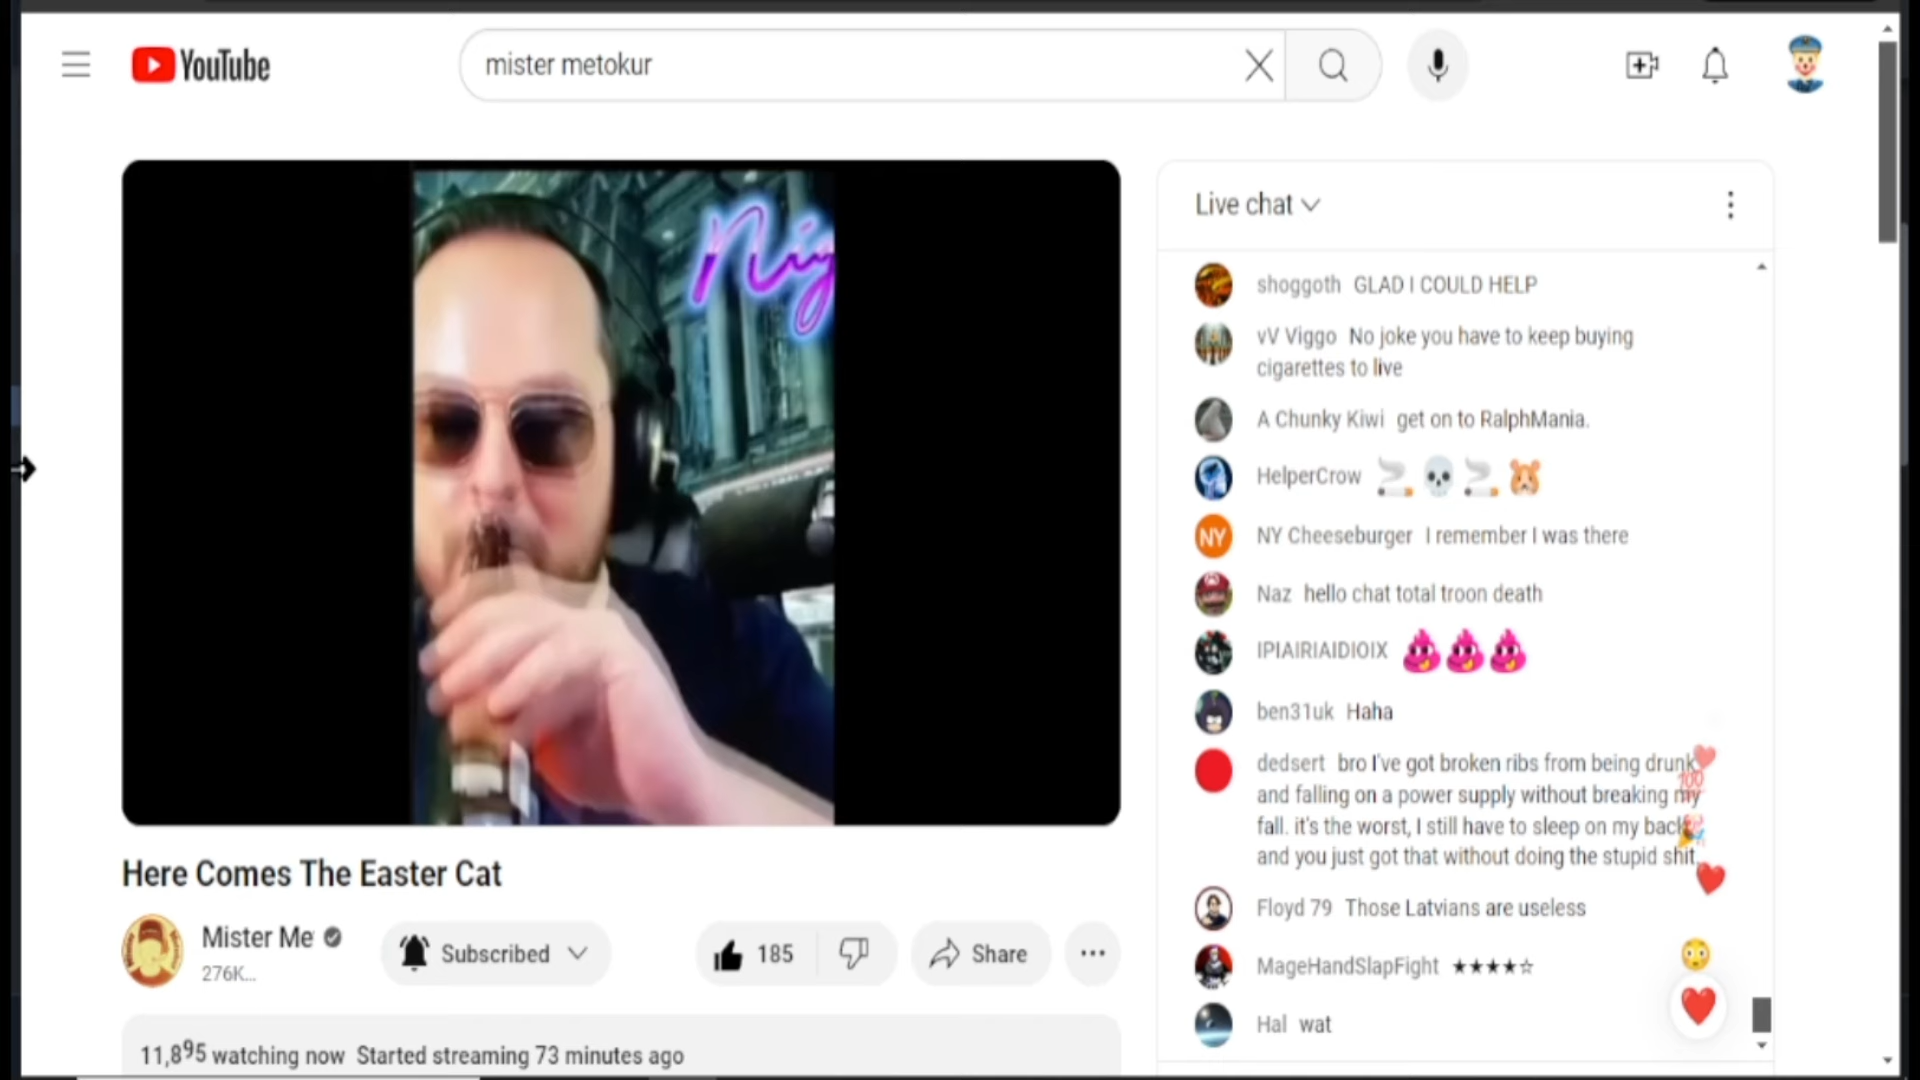 YouTube
mister metokur
Nig
Live chat
shoggoth GLAD I COULD HELP
vV Viggo No joke you have to keep buying
cigarettes to live
A Chunky Kiwi get on to RalphMania.
HelperCrow
NY
NY Cheeseburger I remember I was there
Naz hello chat total troon death
IPIAIRIAIDIOIX
ben31uk Haha
dedsert bro I've got broken ribs from being drunk
and falling on a power supply without breaking my
fall. it's the worst, I still have to sleep on my back
and you just got that without doing the stupid shit.
100
Floyd 79 Those Latvians are useless
MageHandSlapFight ★★★★☆
Hal wat
Here Comes The Easter Cat
Mister Me
276K...
Subscribed
185
Share
11,895 watching now Started streaming 73 minutes ago